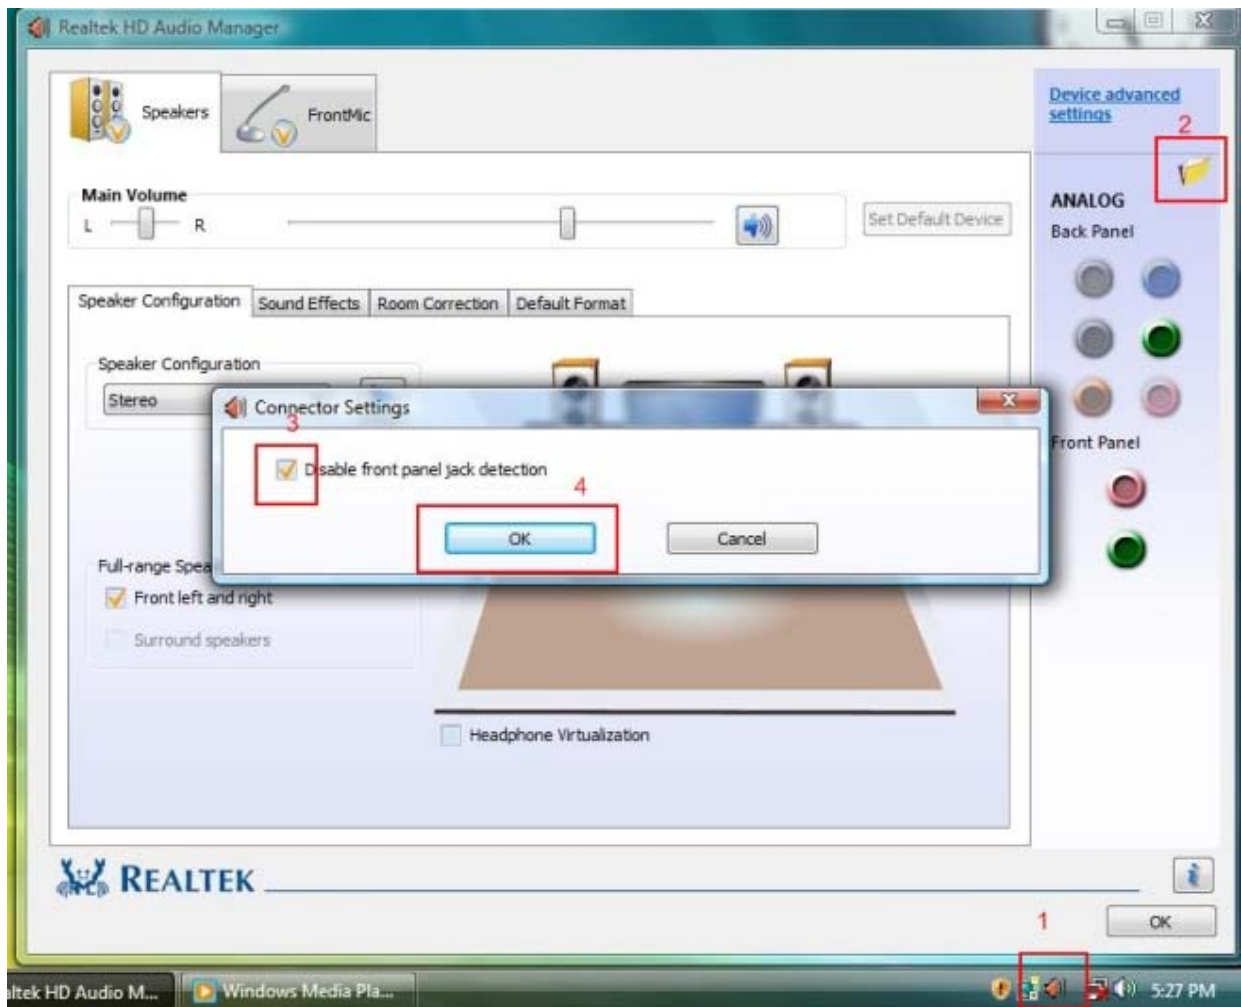 Realtek HD Audio Manager
Speakers
FrontMic
Device advanced
settings
2
Main Volume
L R
Set Default Device
ANALOG
Back Panel
Speaker Configuration Sound Effects Room Correction Default Format
Speaker Configuration
Stereo
Connector Settings
3
Disable front panel jack detection
4
OK Cancel
Front Panel
Full-range Spea
Front left and right
Surround speakers
Headphone Virtualization
REALTEK
1
OK
altek HD Audio M... Windows Media Pla... 5:27 PM